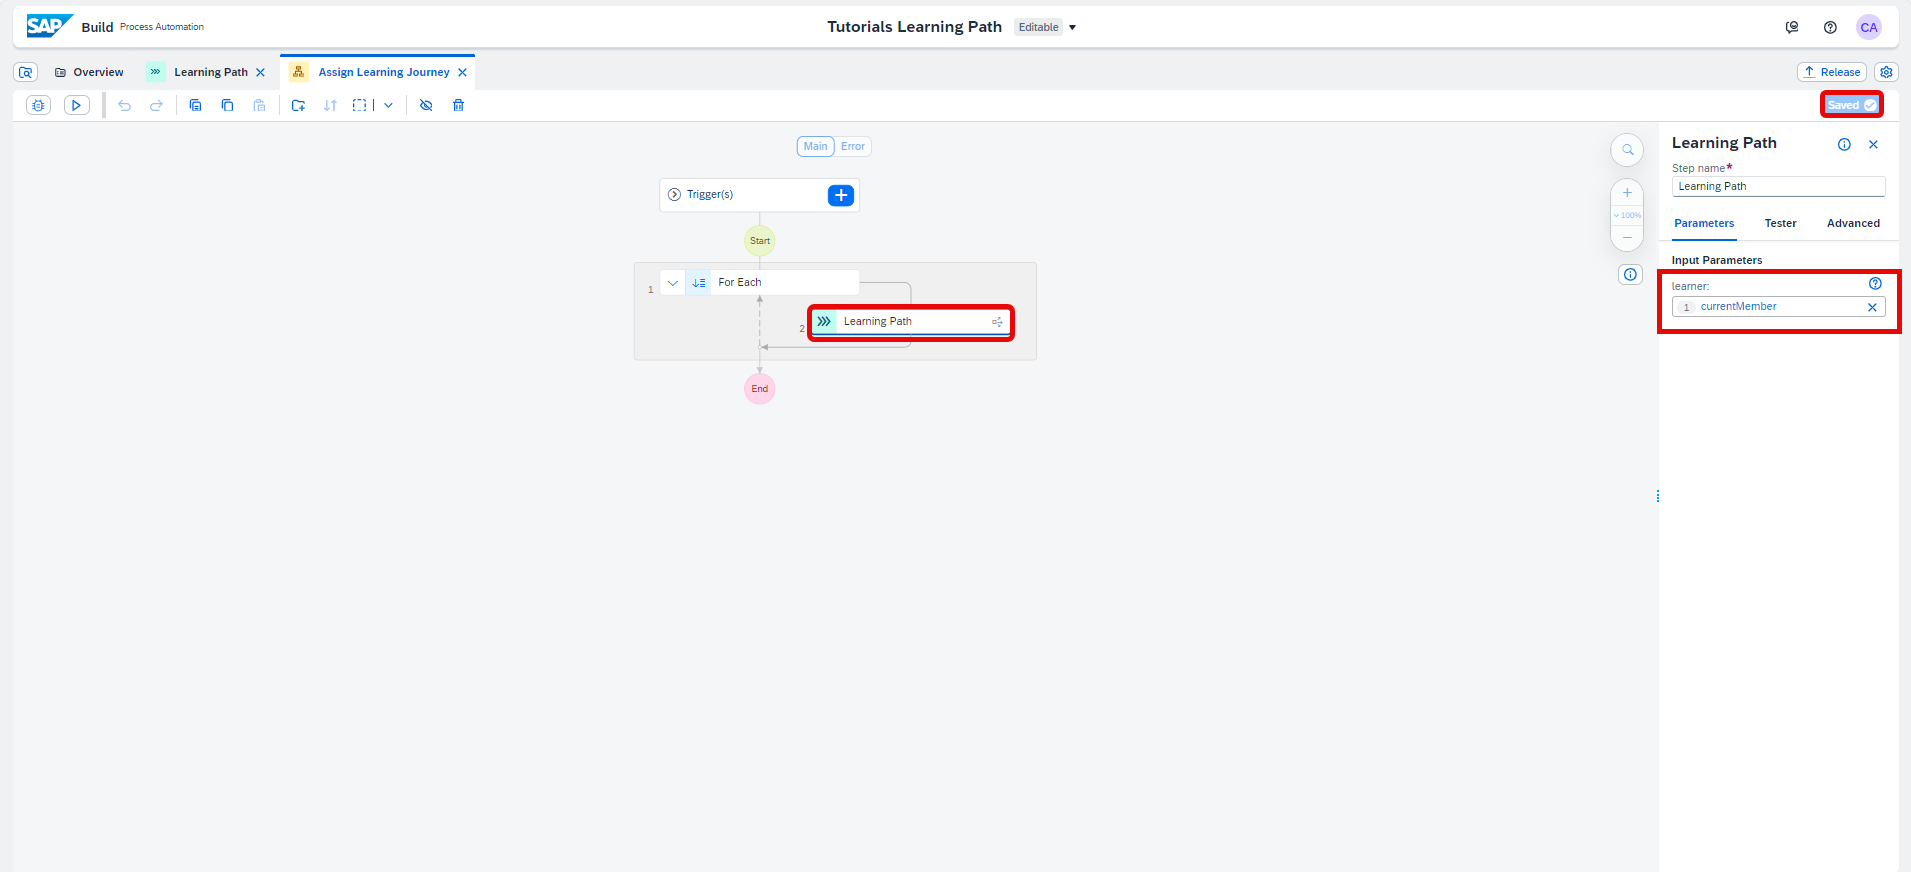 SAP Build Process Automation
Tutorials Learning Path Editable
CA
Overview Learning Path Assign Learning Journey
Release
Saved
Main Error
Trigger(s)
Start
1 For Each
2 Learning Path
End
100%
Learning Path
Step name*
Learning Path
Parameters Tester Advanced
Input Parameters
learner:
1 currentMember